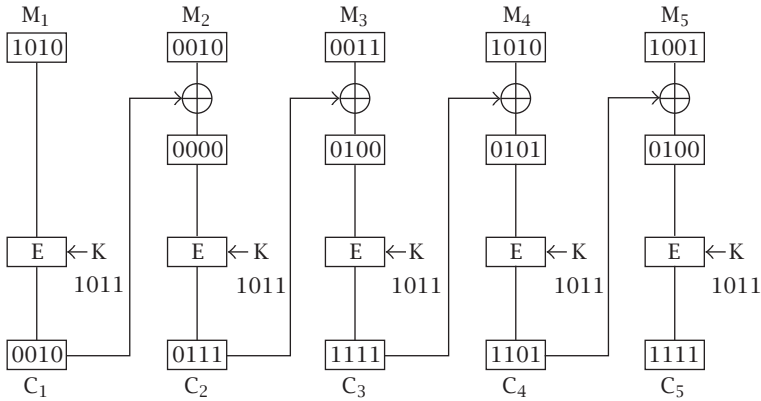 M₁ M₂ M₃ M₄ M₅
1010 0010 0011 1010 1001
0000 0100 0101 0100
E ← K E ← K E ← K E ← K E ← K
1011 1011 1011 1011 1011
0010 0111 1111 1101 1111
C₁ C₂ C₃ C₄ C₅